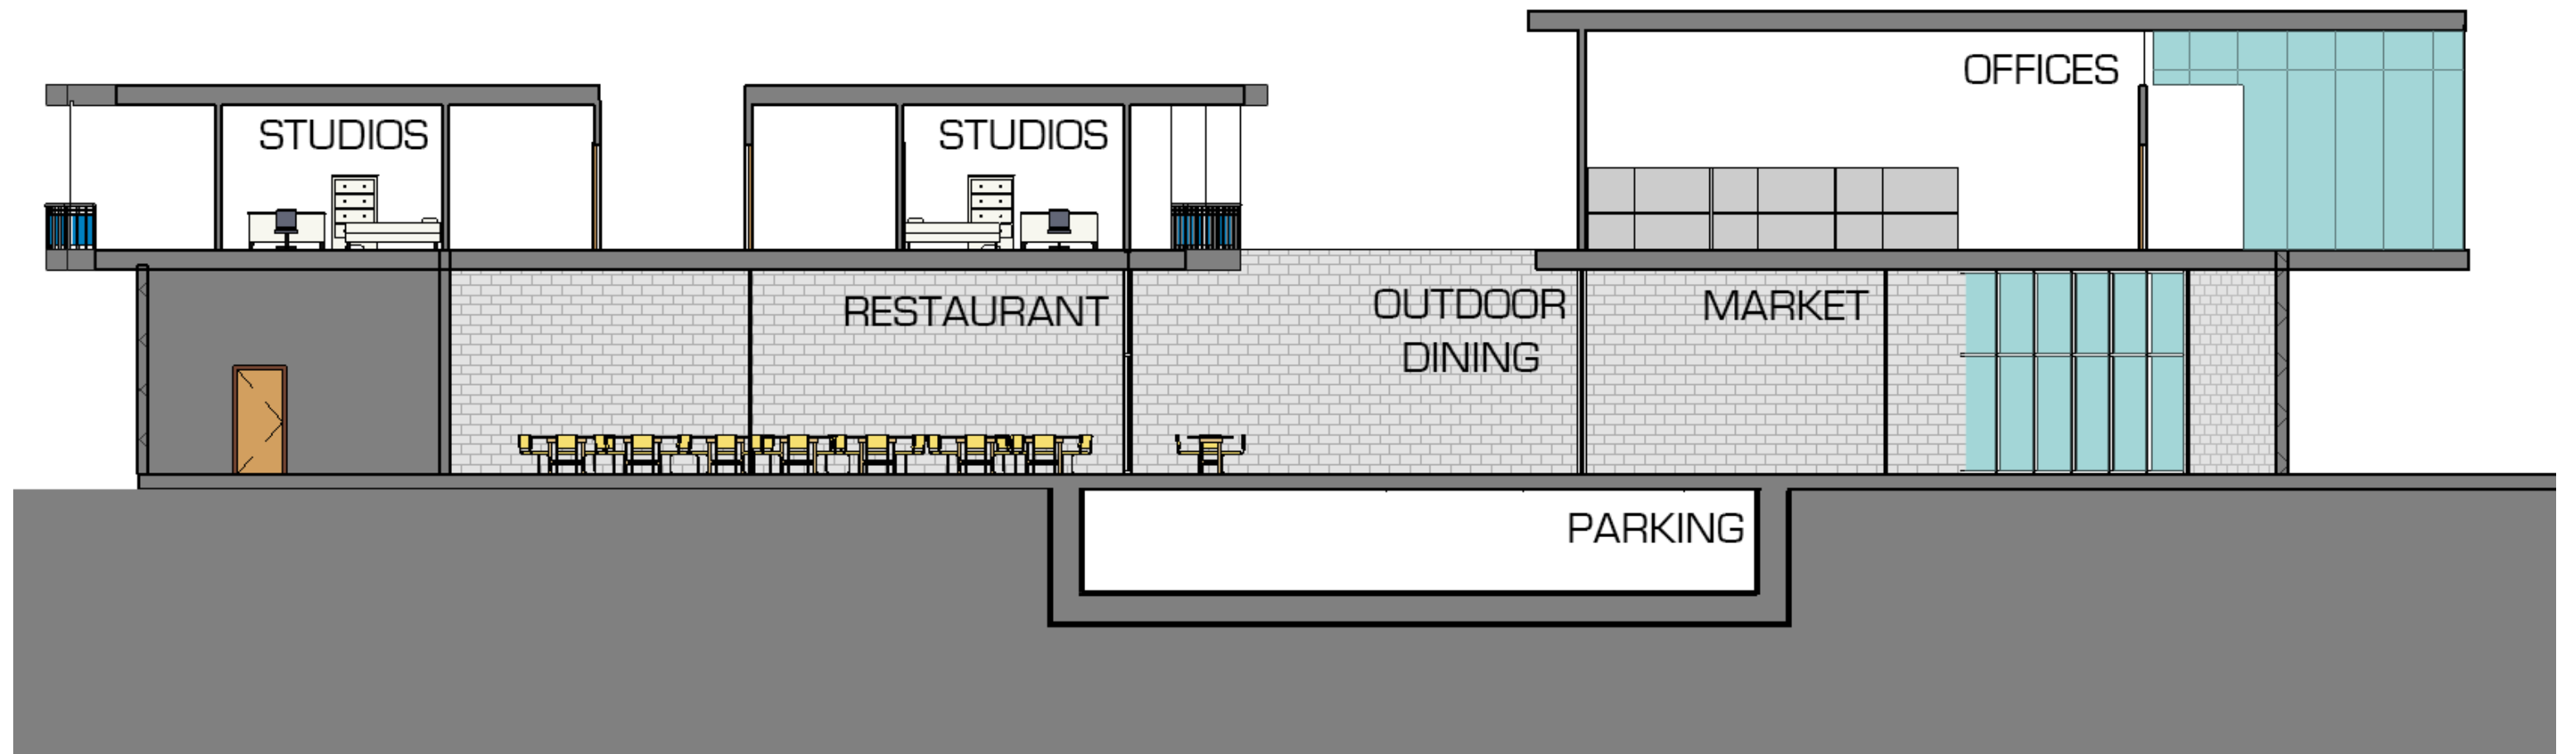 OFFICES
STUDIOS
STUDIOS
RESTAURANT
OUTDOOR
DINING
MARKET
PARKING